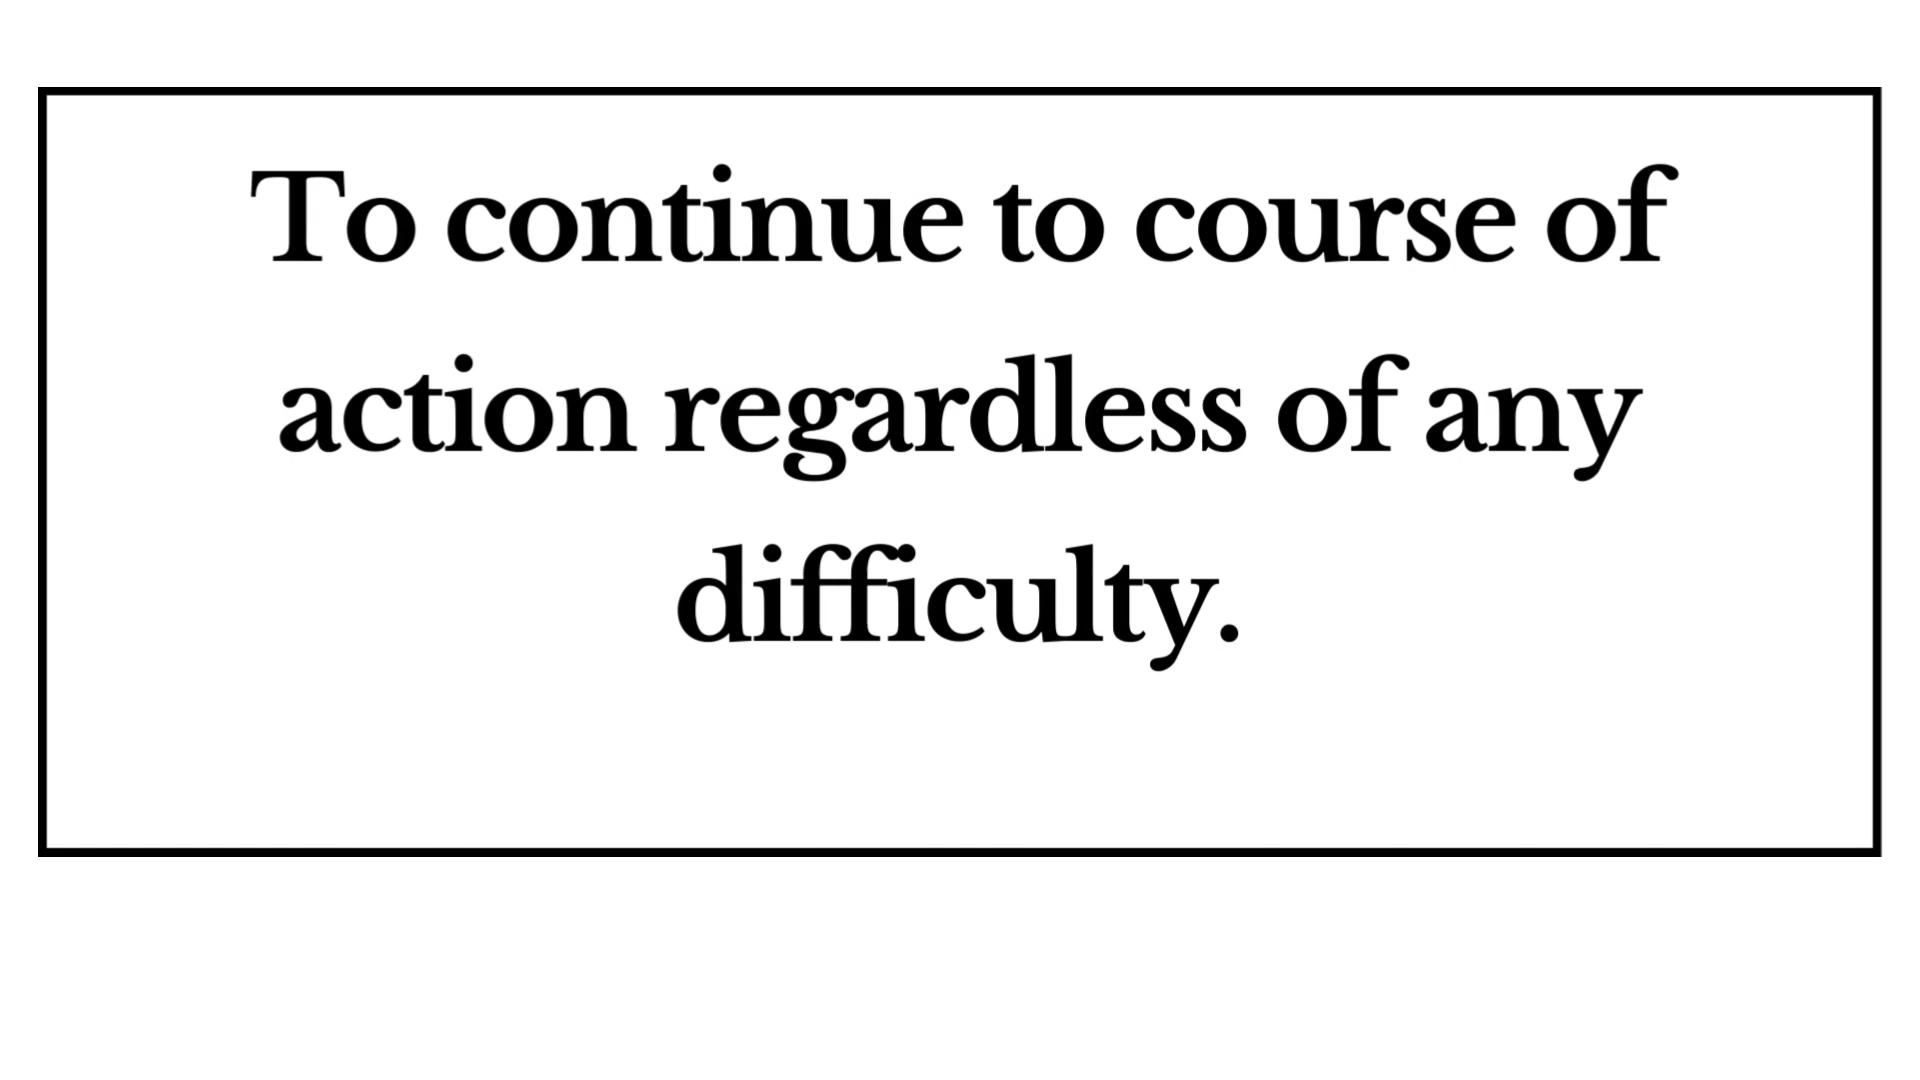 To continue to course of
action regardless of any
difficulty.